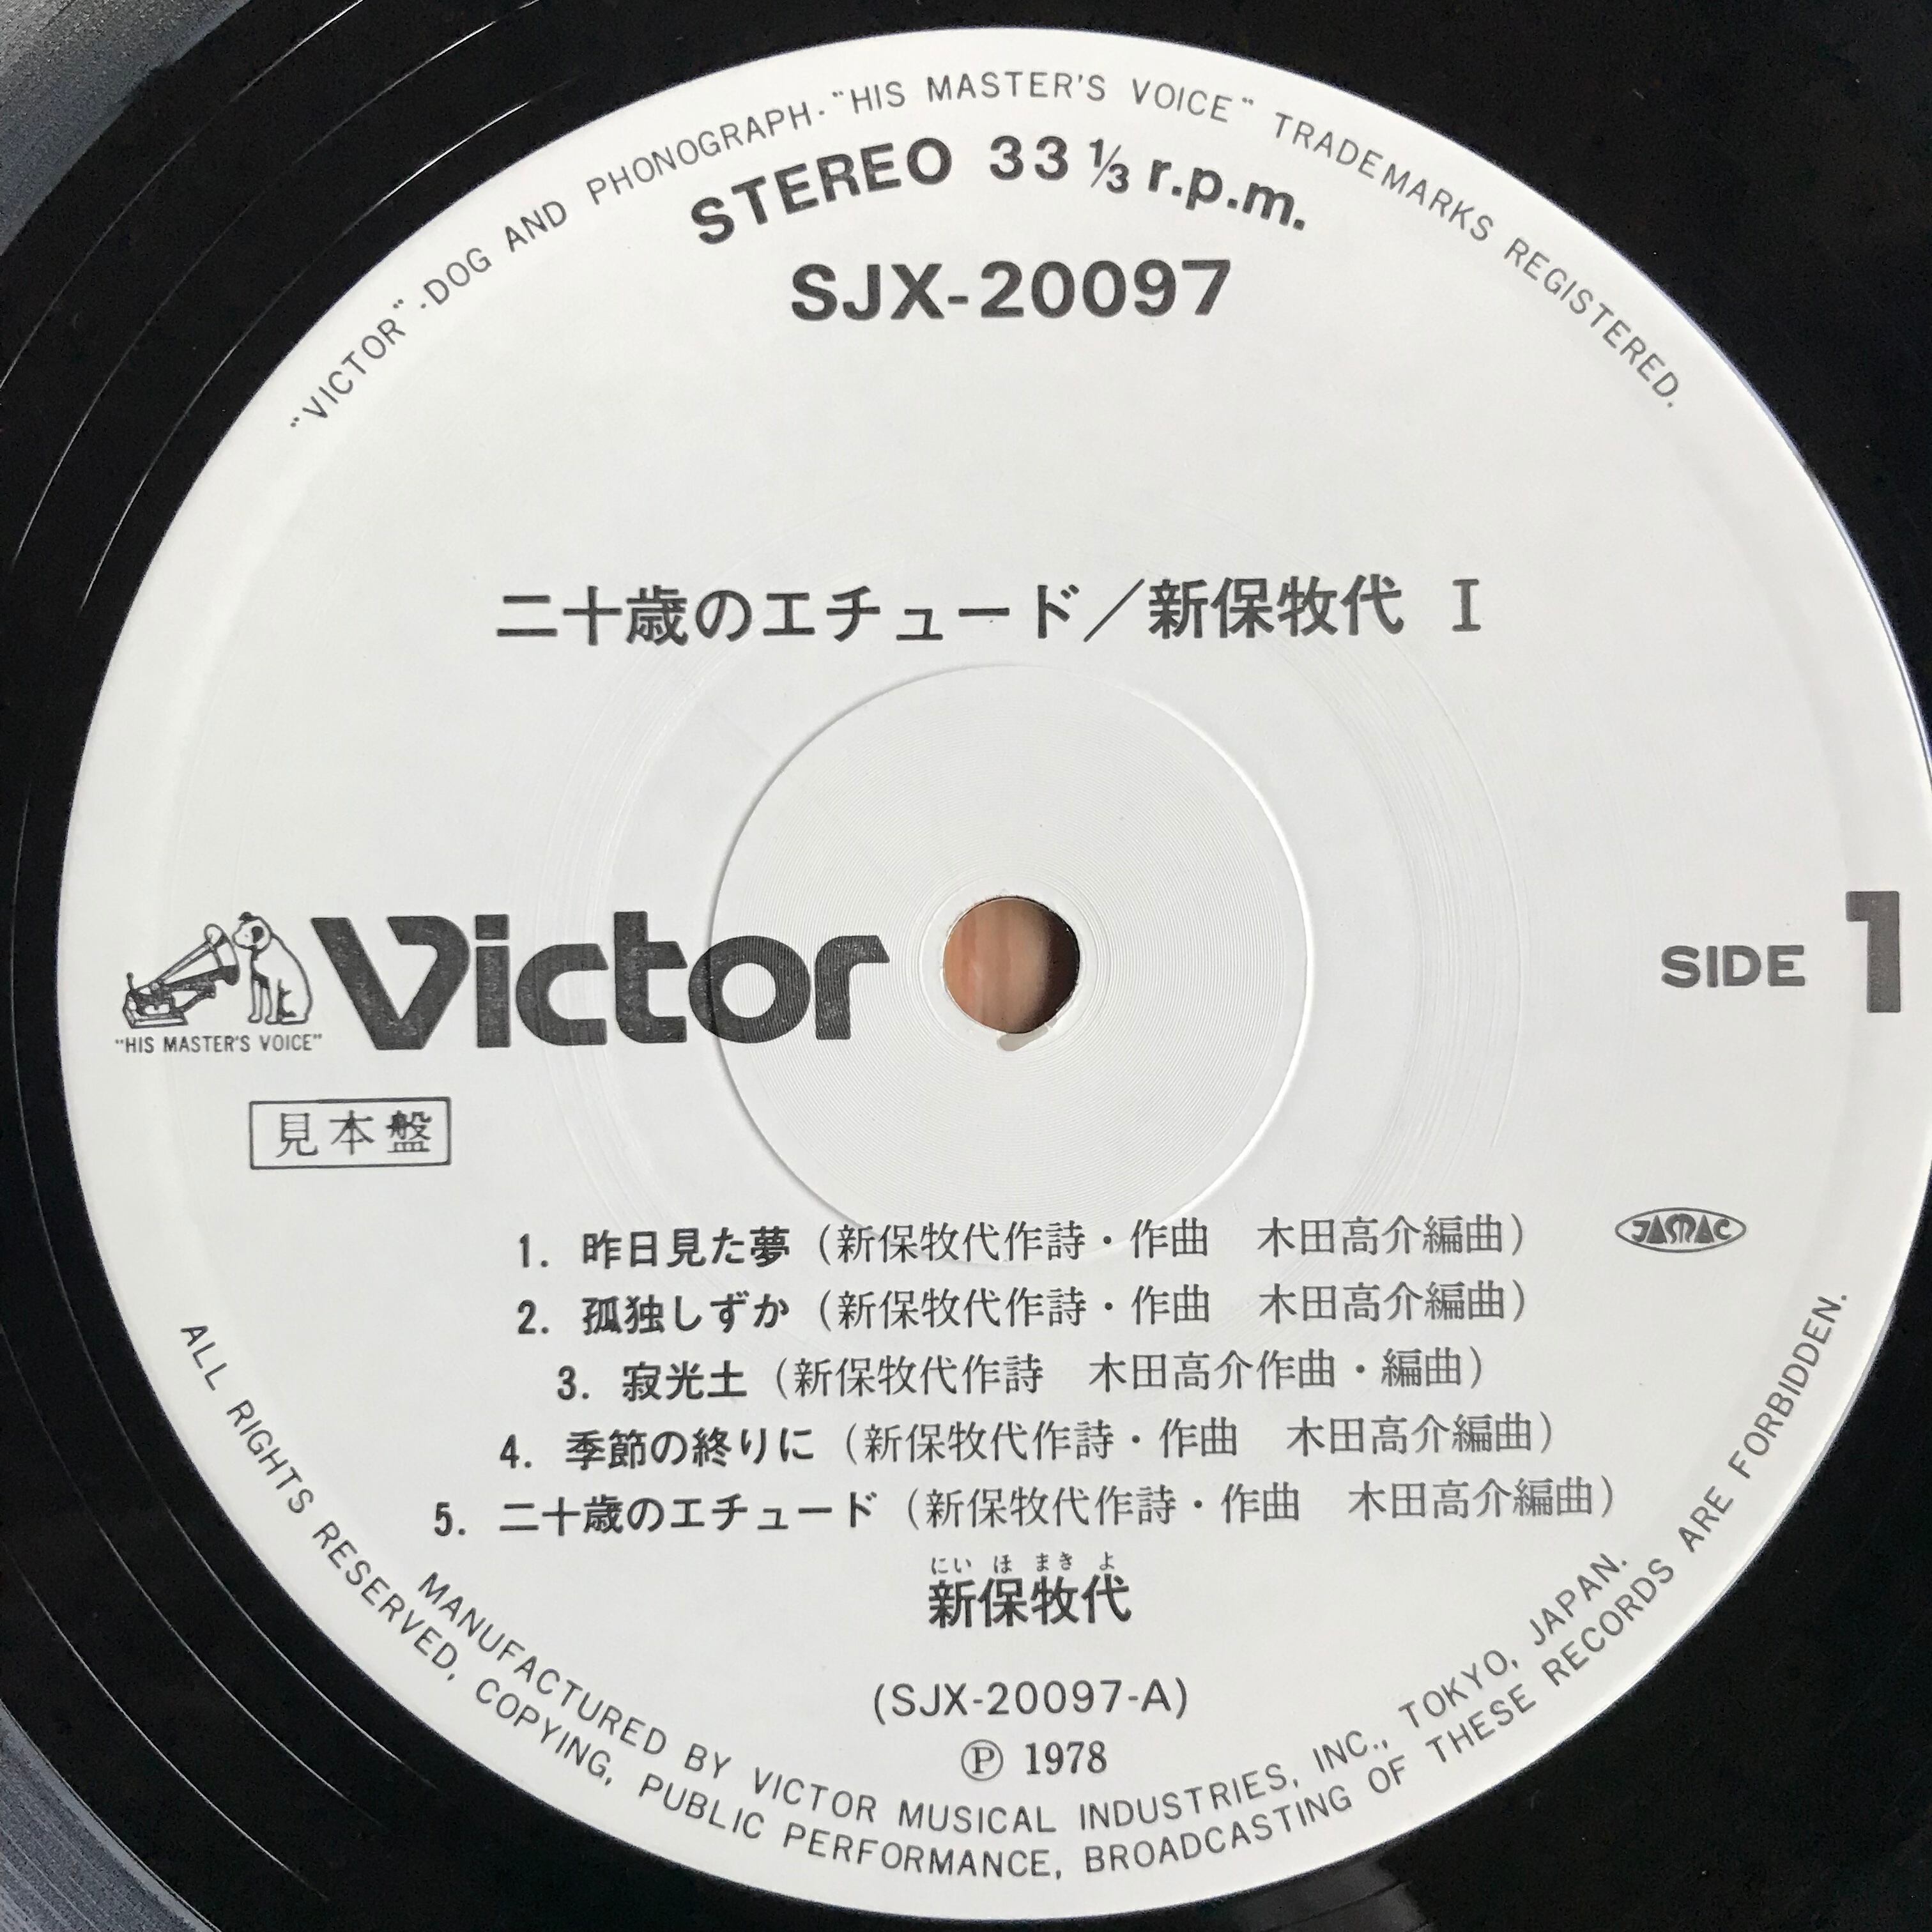 "VICTOR"-DOG AND PHONOGRAPH-"HIS MASTER'S VOICE" TRADEMARKS REGISTERED.
STEREO 33 ⅓ r.p.m.
SJX-20097
二十歳のエチュード／新保牧代 I
Victor
"HIS MASTER'S VOICE"
SIDE 1
見本盤
1. 昨日見た夢（新保牧代作詩・作曲　木田高介編曲）
JASRAC
2. 孤独しずか（新保牧代作詩・作曲　木田高介編曲）
3. 寂光土（新保牧代作詩　木田高介作曲・編曲）
4. 季節の終りに（新保牧代作詩・作曲　木田高介編曲）
5. 二十歳のエチュード（新保牧代作詩・作曲　木田高介編曲）
にい ほ まき よ
新保牧代
(SJX-20097-A)
Ⓟ 1978
MANUFACTURED BY VICTOR MUSICAL INDUSTRIES, INC., TOKYO, JAPAN.
ALL RIGHTS RESERVED, COPYING, PUBLIC PERFORMANCE, BROADCASTING OF THESE RECORDS ARE FORBIDDEN.